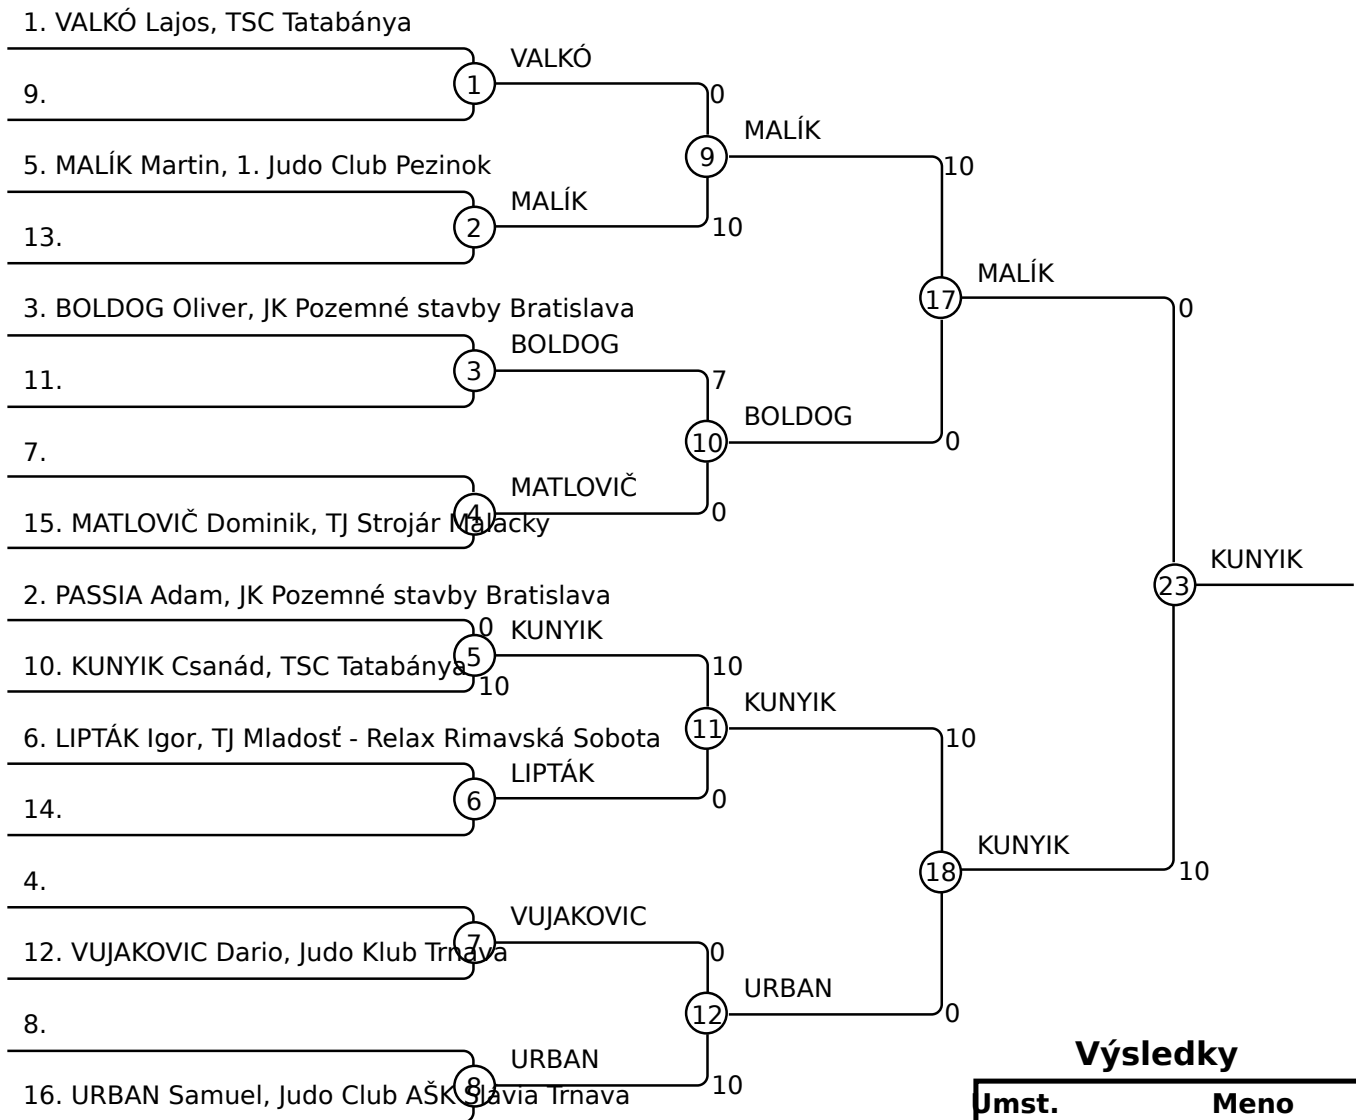 1. VALKÓ Lajos, TSC Tatabánya
VALKÓ
1
9.
0
MALÍK
9
5. MALÍK Martin, 1. Judo Club Pezinok
10
MALÍK
2
10
13.
MALÍK
17
3. BOLDOG Oliver, JK Pozemné stavby Bratislava
0
BOLDOG
3
7
11.
BOLDOG
10
0
7.
MATLOVIČ
4
0
15. MATLOVIČ Dominik, TJ Strojár Malacky
KUNYIK
23
2. PASSIA Adam, JK Pozemné stavby Bratislava
0
KUNYIK
5
10. KUNYIK Csanád, TSC Tatabánya
10
10
KUNYIK
11
6. LIPTÁK Igor, TJ Mladosť - Relax Rimavská Sobota
10
LIPTÁK
6
0
14.
KUNYIK
18
10
4.
VUJAKOVIC
7
12. VUJAKOVIC Dario, Judo Klub Trnava
0
URBAN
12
0
8.
URBAN
8
10
16. URBAN Samuel, Judo Club AŠK Slávia Trnava
Výsledky
Umst. Meno